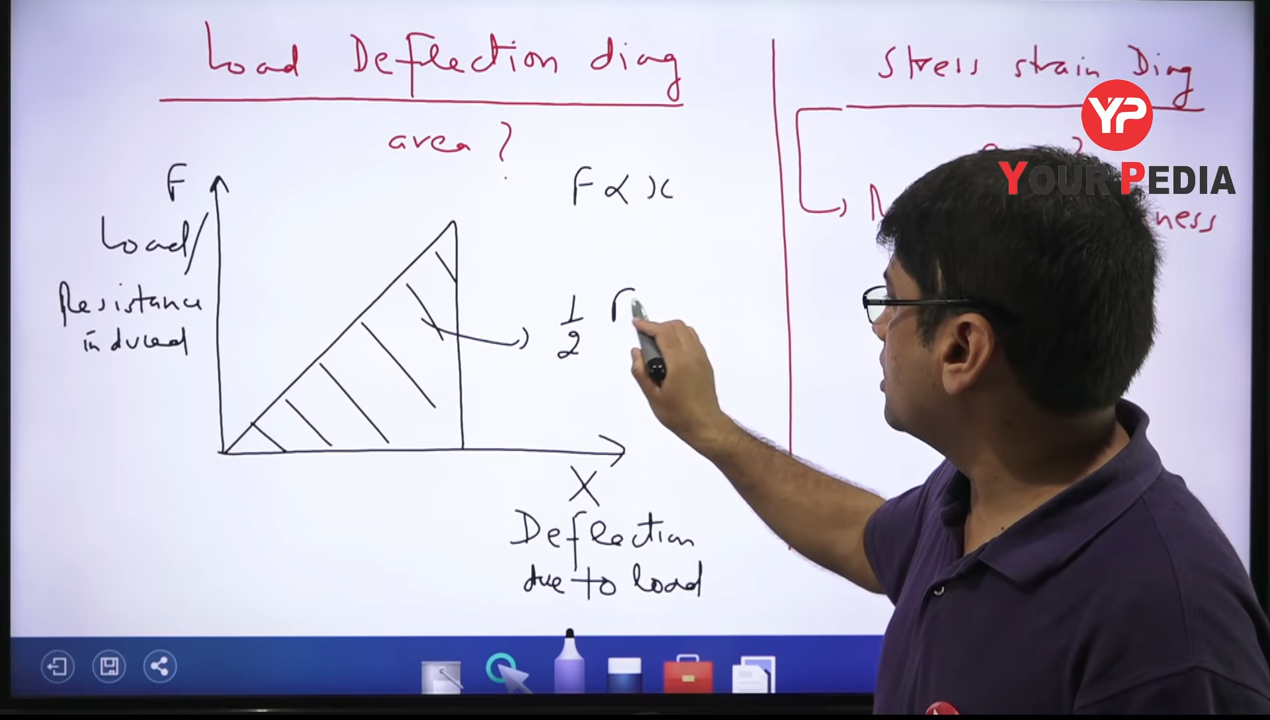 Load Deflection diag
area ?
F
Load/
Resistance
induced
F ∝ x
1/2
X
Deflection
due to load
Stress strain Diag
ness
YP
YOUR PEDIA